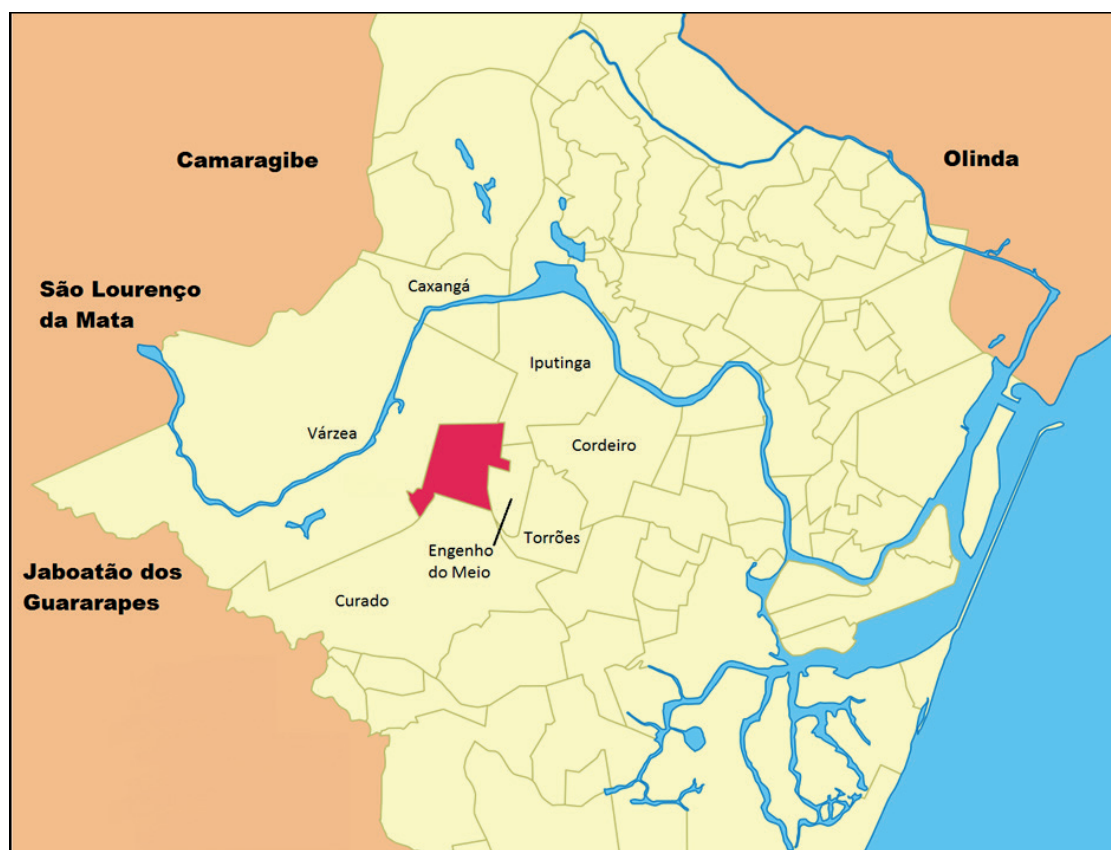 Camaragibe
Olinda
São Lourenço
da Mata
Caxangá
Iputinga
Várzea
Cordeiro
Engenho
do Meio
Torrões
Jaboatão dos
Guararapes
Curado